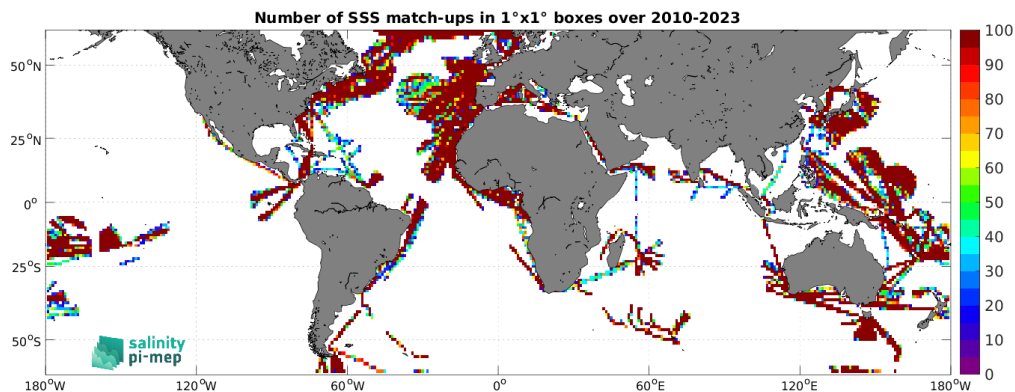 Number of SSS match-ups in 1°x1° boxes over 2010-2023
100
90
80
70
60
50
40
30
20
10
0
50°N
25°N
0°
25°S
50°S
salinity
pi-mep
180°W
120°W
60°W
0°
60°E
120°E
180°W